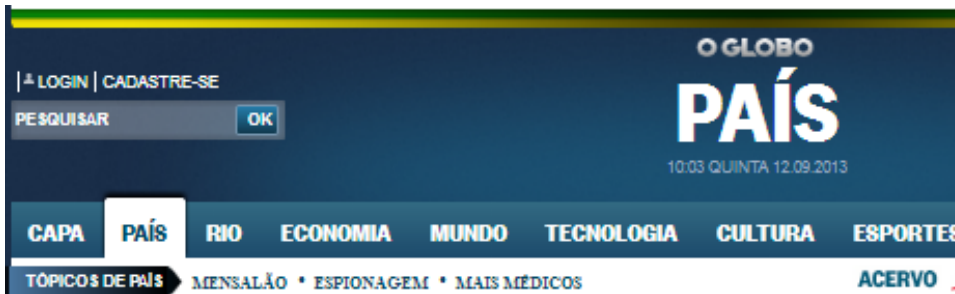 O GLOBO
LOGIN | CADASTRE-SE
PAÍS
PESQUISAR OK
10:03 QUINTA 12.09.2013
CAPA PAÍS RIO ECONOMIA MUNDO TECNOLOGIA CULTURA ESPORTES
TÓPICOS DE PAÍS MENSALÃO • ESPIONAGEM • MAIS MÉDICOS ACERVO